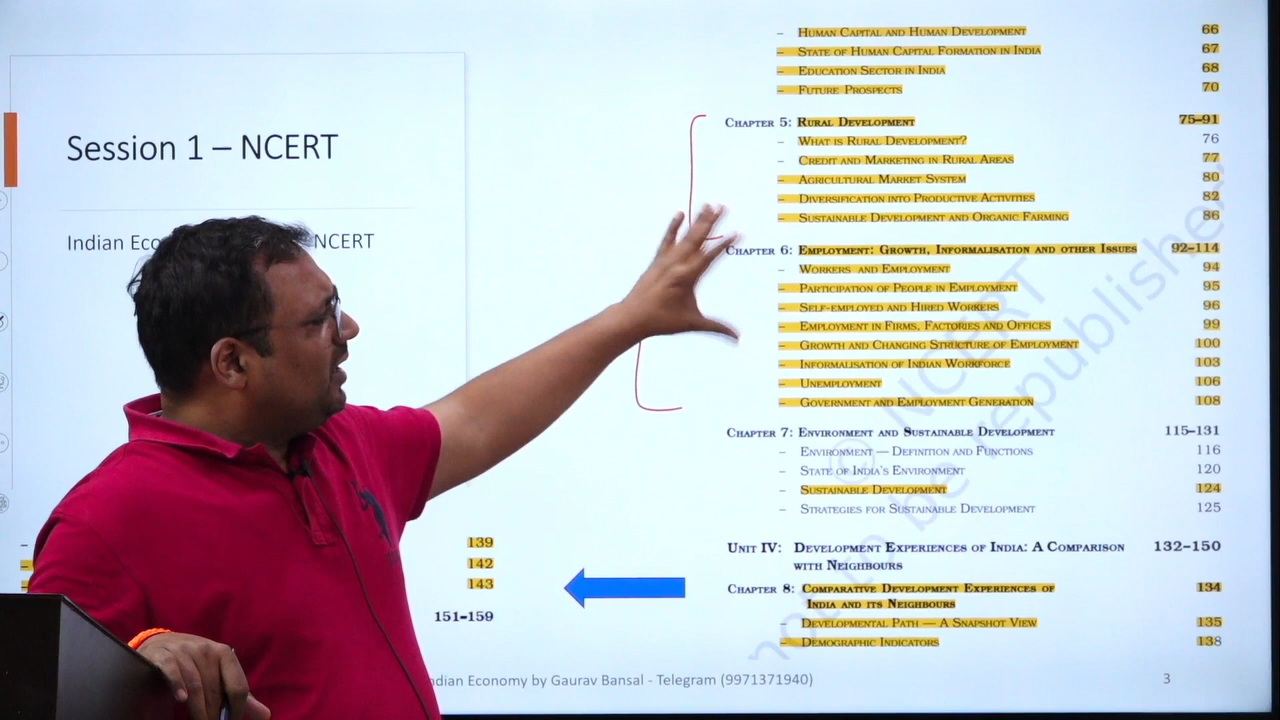 Session 1 – NCERT
NCERT
– 139
– 142
– 143
151-159
– Human Capital and Human Development 66
– State of Human Capital Formation in India 67
– Education Sector in India 68
– Future Prospects 70
Chapter 5: Rural Development 75-91
– What is Rural Development? 76
– Credit and Marketing in Rural Areas 77
– Agricultural Market System 80
– Diversification into Productive Activities 82
– Sustainable Development and Organic Farming 86
Chapter 6: Employment: Growth, Informalisation and other Issues 92-114
– Workers and Employment 94
– Participation of People in Employment 95
– Self-employed and Hired Workers 96
– Employment in Firms, Factories and Offices 99
– Growth and Changing Structure of Employment 100
– Informalisation of Indian Workforce 103
– Unemployment 106
– Government and Employment Generation 108
Chapter 7: Environment and Sustainable Development 115-131
– Environment — Definition and Functions 116
– State of India's Environment 120
– Sustainable Development 124
– Strategies for Sustainable Development 125
Unit IV: Development Experiences of India: A Comparison 132-150
with Neighbours
Chapter 8: Comparative Development Experiences of 134
India and its Neighbours
– Developmental Path — A Snapshot View 135
– Demographic Indicators 138
© NCERT
not to be republished
Economy by Gaurav Bansal - Telegram (9971371940)
3